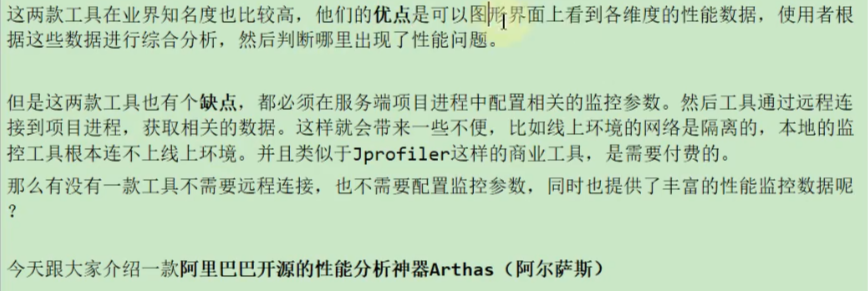 这两款工具在业界知名度也比较高，他们的优点是可以图形界面上看到各维度的性能数据，使用者根
据这些数据进行综合分析，然后判断哪里出现了性能问题。
但是这两款工具也有个缺点，都必须在服务端项目进程中配置相关的监控参数。然后工具通过远程连
接到项目进程，获取相关的数据。这样就会带来一些不便，比如线上环境的网络是隔离的，本地的监
控工具根本连不上线上环境。并且类似于Jprofiler这样的商业工具，是需要付费的。
那么有没有一款工具不需要远程连接，也不需要配置监控参数，同时也提供了丰富的性能监控数据呢
？
今天跟大家介绍一款阿里巴巴开源的性能分析神器Arthas（阿尔萨斯）